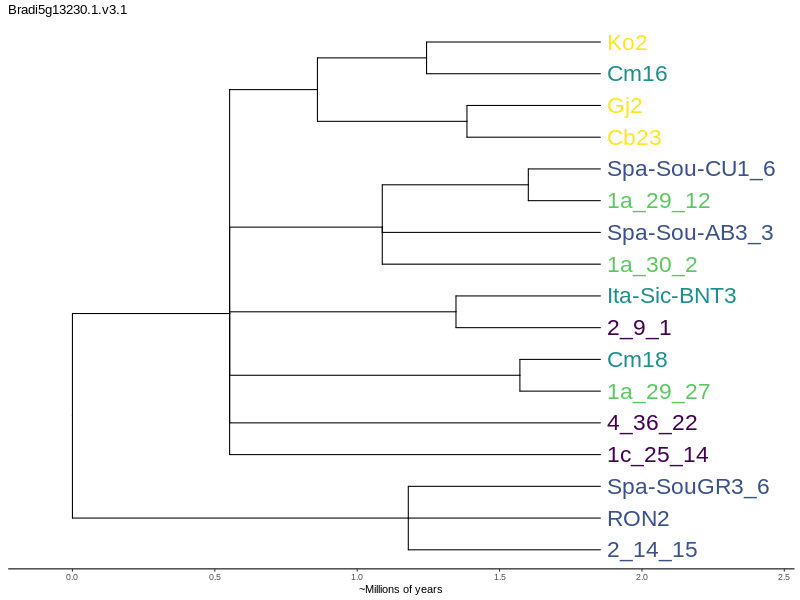 Bradi5g13230.1.v3.1
Ko2
Cm16
Gj2
Cb23
Spa-Sou-CU1_6
1a_29_12
Spa-Sou-AB3_3
1a_30_2
Ita-Sic-BNT3
2_9_1
Cm18
1a_29_27
4_36_22
1c_25_14
Spa-SouGR3_6
RON2
2_14_15
0.0 0.5 1.0 1.5 2.0 2.5
~Millions of years